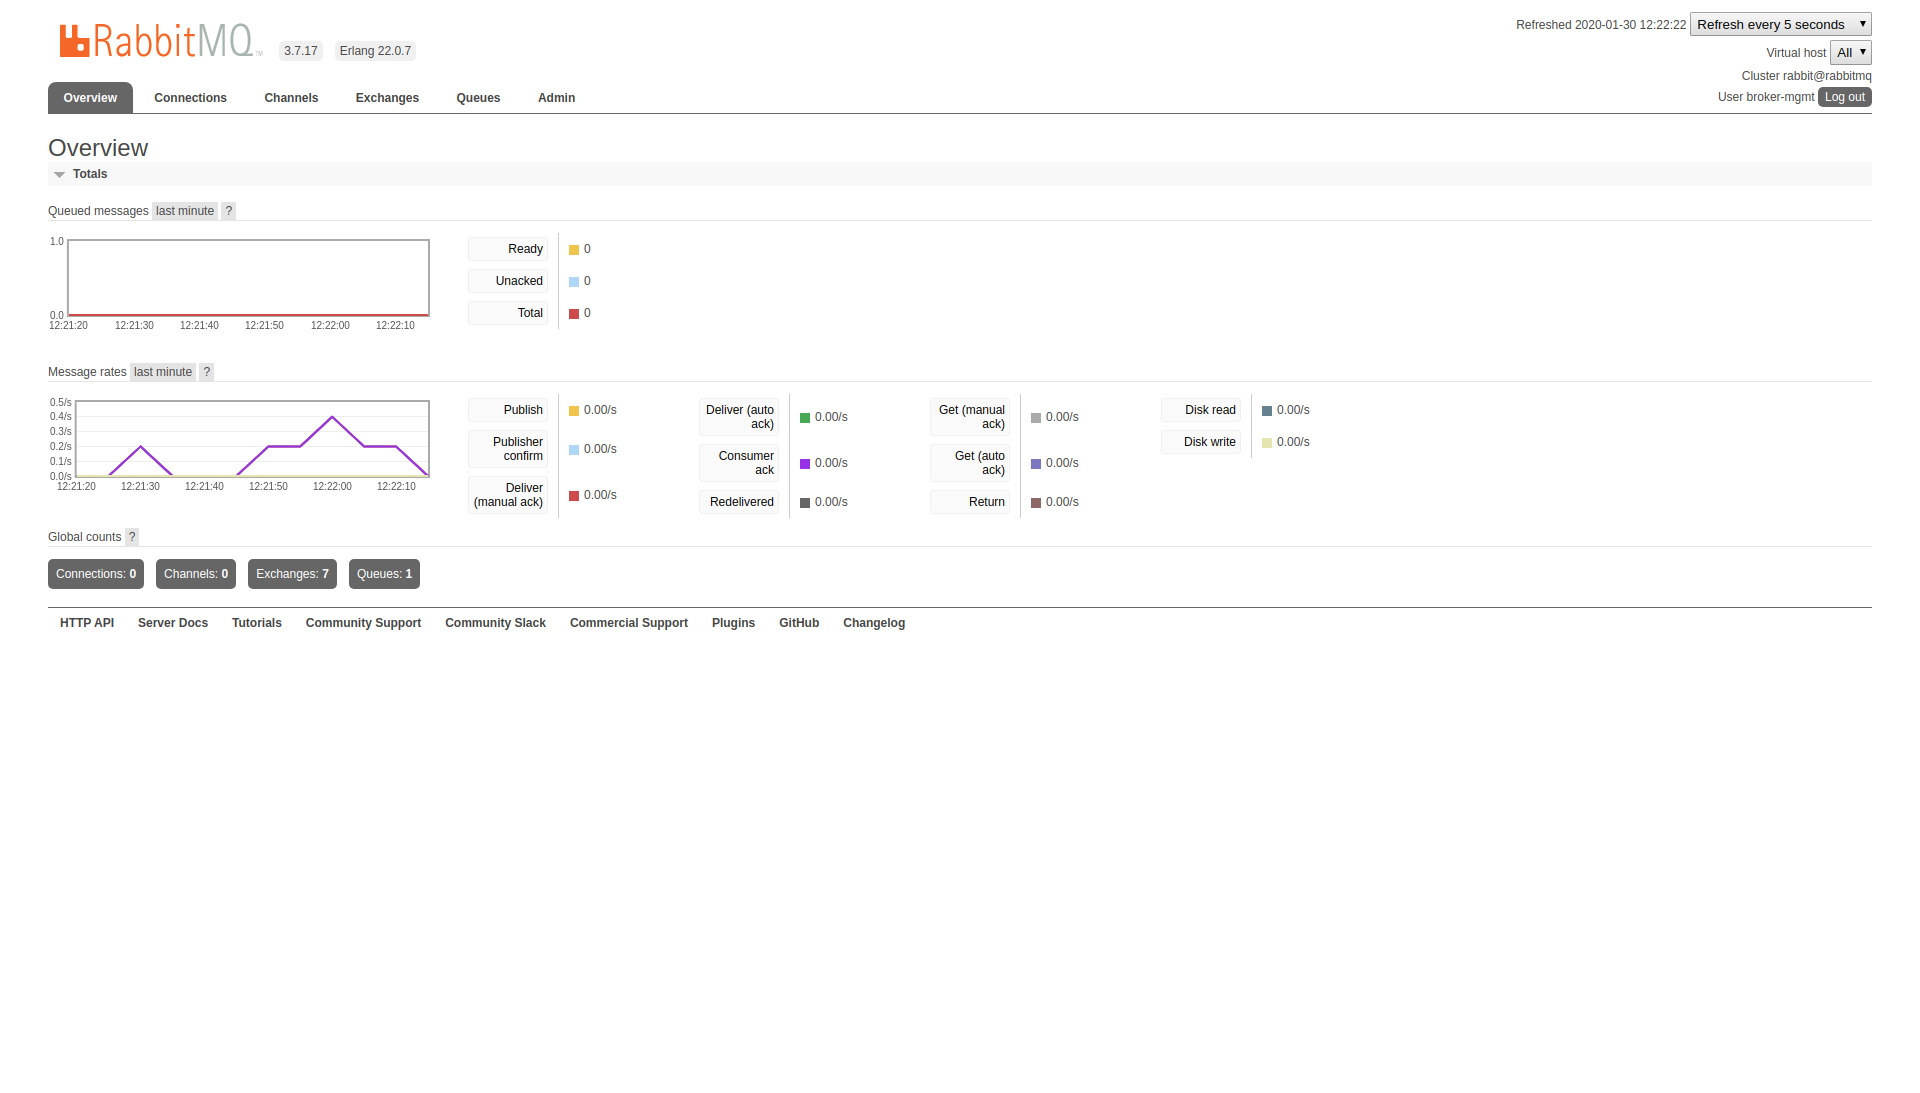 RabbitMQ TM 3.7.17 Erlang 22.0.7
Refreshed 2020-01-30 12:22:22 Refresh every 5 seconds
Virtual host All
Cluster rabbit@rabbitmq
User broker-mgmt Log out
Overview Connections Channels Exchanges Queues Admin
Overview
Totals
Queued messages last minute ?
1.0
0.0
12:21:20 12:21:30 12:21:40 12:21:50 12:22:00 12:22:10
Ready 0
Unacked 0
Total 0
Message rates last minute ?
0.5/s
0.4/s
0.3/s
0.2/s
0.1/s
0.0/s
12:21:20 12:21:30 12:21:40 12:21:50 12:22:00 12:22:10
Publish 0.00/s
Publisher
confirm 0.00/s
Deliver
(manual ack) 0.00/s
Deliver (auto
ack) 0.00/s
Consumer
ack 0.00/s
Redelivered 0.00/s
Get (manual
ack) 0.00/s
Get (auto
ack) 0.00/s
Return 0.00/s
Disk read 0.00/s
Disk write 0.00/s
Global counts ?
Connections: 0 Channels: 0 Exchanges: 7 Queues: 1
HTTP API Server Docs Tutorials Community Support Community Slack Commercial Support Plugins GitHub Changelog